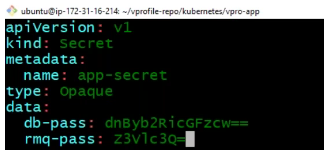 ubuntu@ip-172-31-16-214: ~/vprofile-repo/kubernetes/vpro-app
apiVersion: v1
kind: Secret
metadata:
  name: app-secret
type: Opaque
data:
  db-pass: dnByb2RicGFzcw==
  rmq-pass: Z3Vlc3Q=